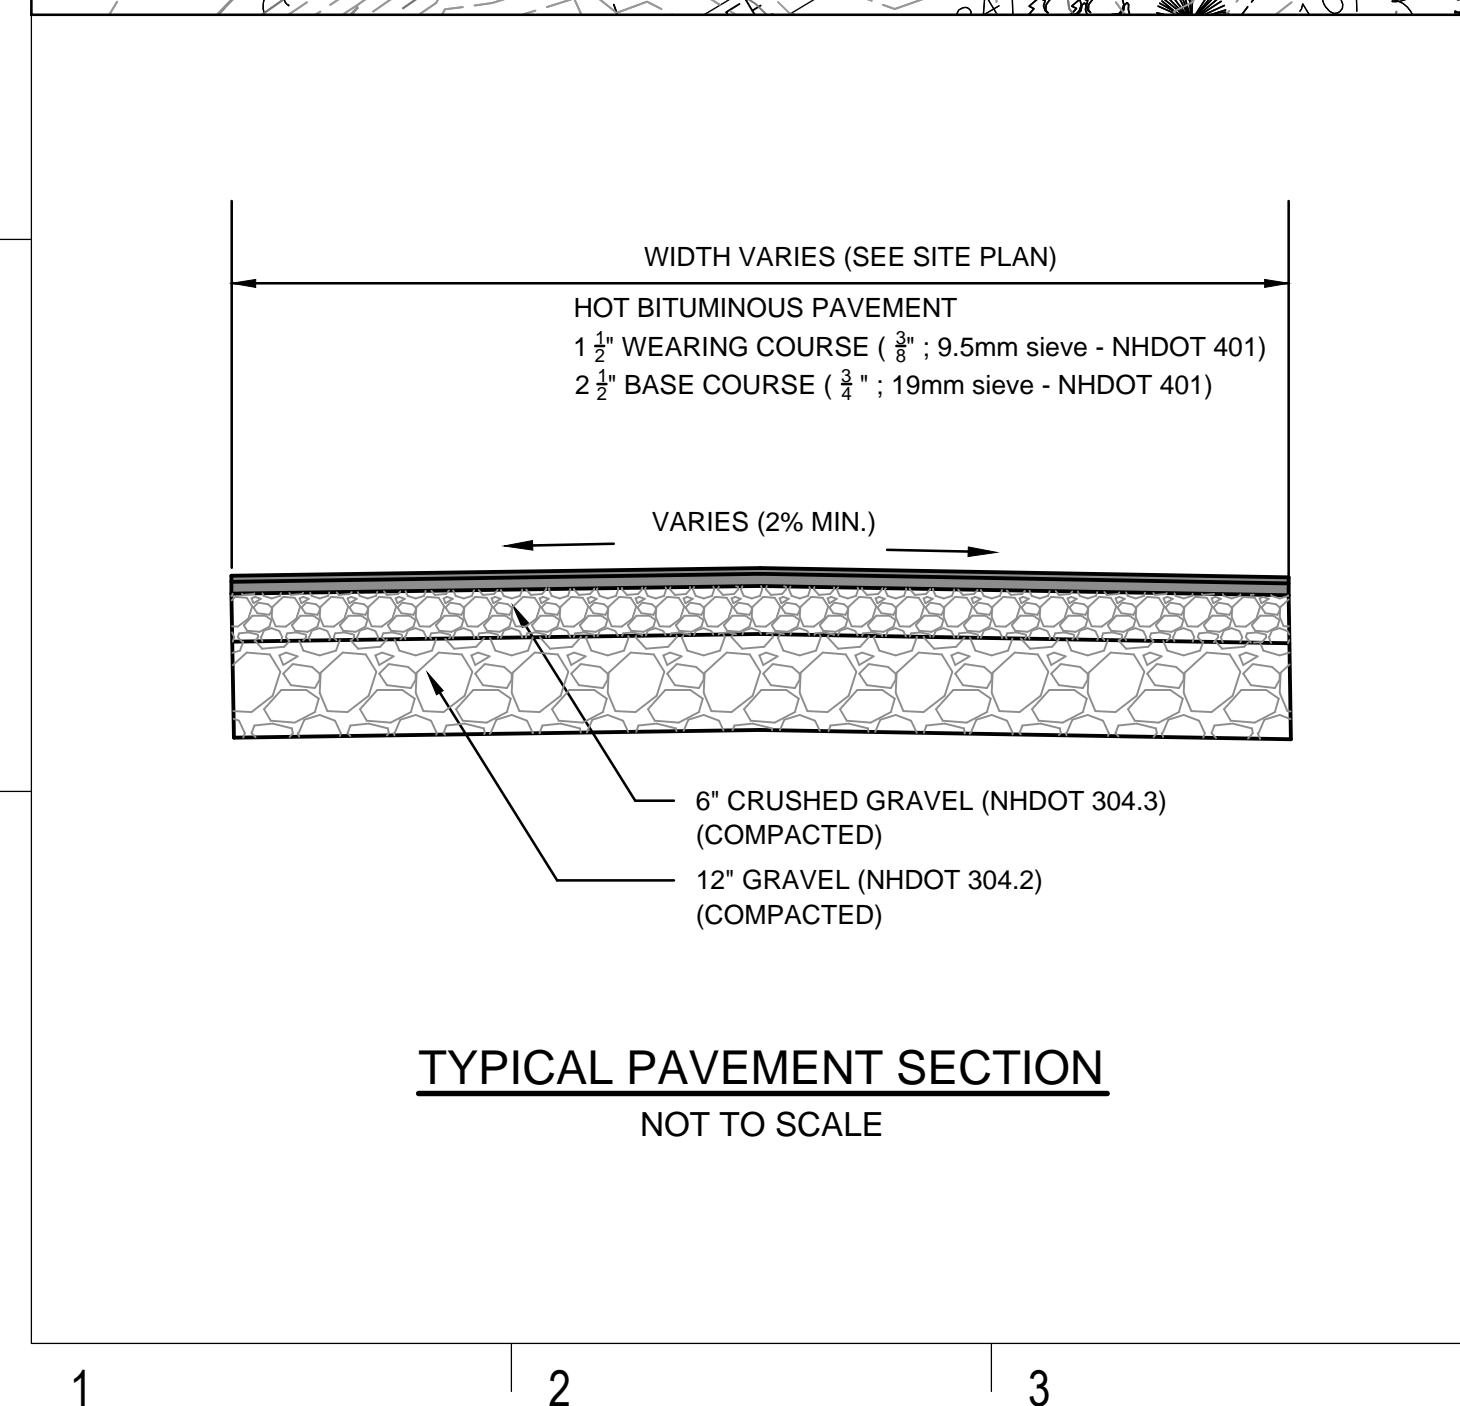 WIDTH VARIES (SEE SITE PLAN)
HOT BITUMINOUS PAVEMENT
1 1/2" WEARING COURSE ( 3/8" ; 9.5mm sieve - NHDOT 401)
2 1/2" BASE COURSE ( 3/4 " ; 19mm sieve - NHDOT 401)
VARIES (2% MIN.)
6" CRUSHED GRAVEL (NHDOT 304.3)
(COMPACTED)
12" GRAVEL (NHDOT 304.2)
(COMPACTED)
TYPICAL PAVEMENT SECTION
NOT TO SCALE
1 2 3